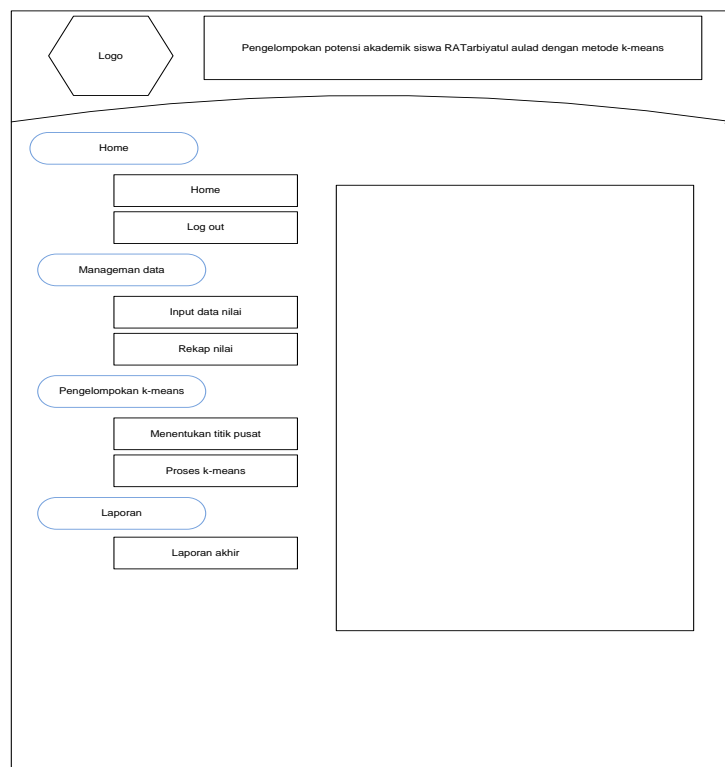 Logo
Pengelompokan potensi akademik siswa RATarbiyatul aulad dengan metode k-means
Home
Home
Log out
Manageman data
Input data nilai
Rekap nilai
Pengelompokan k-means
Menentukan titik pusat
Proses k-means
Laporan
Laporan akhir